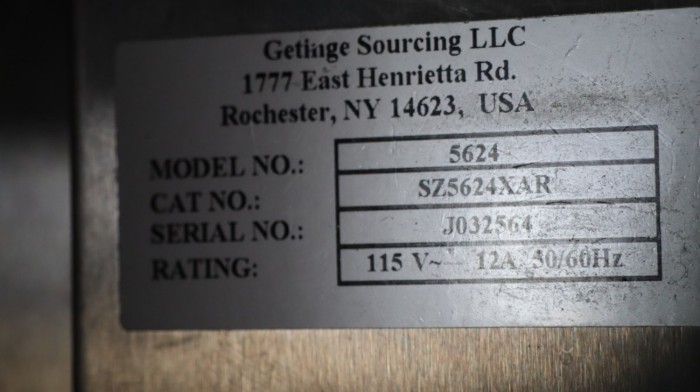 Getinge Sourcing LLC
1777 East Henrietta Rd.
Rochester, NY 14623, USA
MODEL NO.: 5624
CAT NO.: SZ5624XAR
SERIAL NO.: J032564
RATING: 115 V~ 12A 50/60Hz